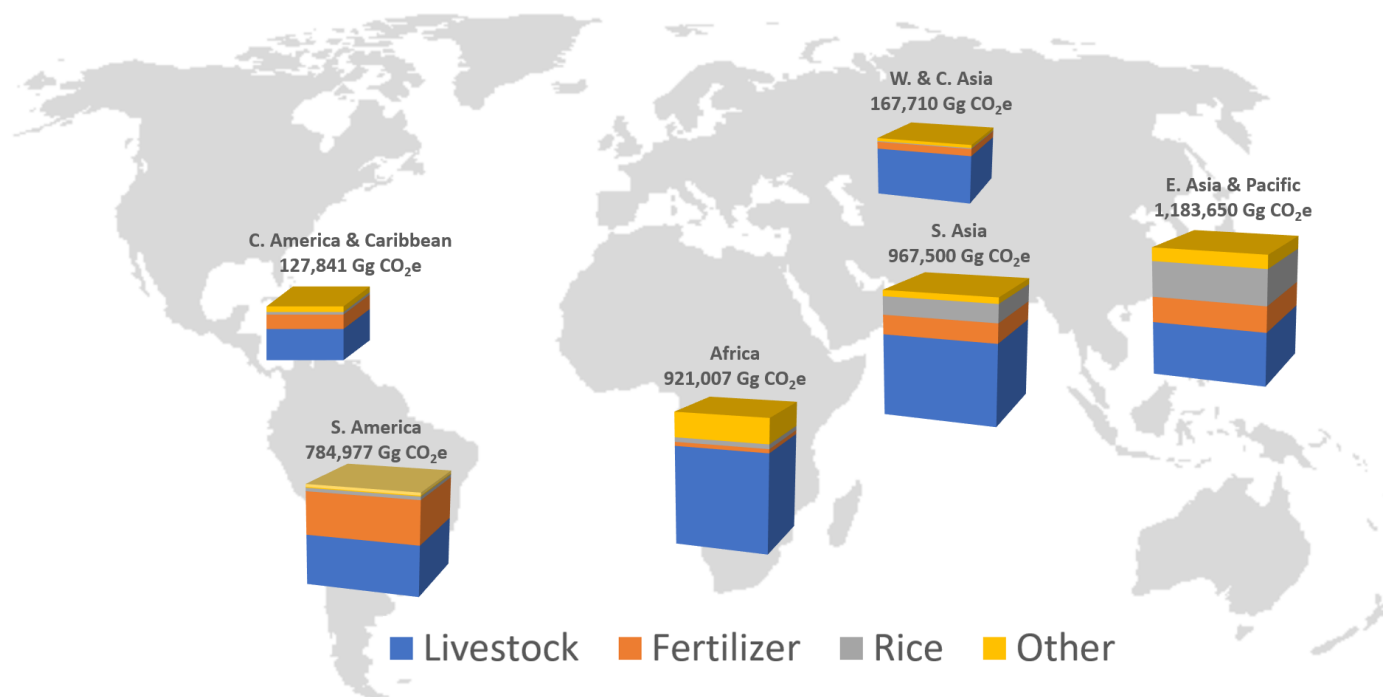 W. & C. Asia
167,710 Gg CO₂e
E. Asia & Pacific
1,183,650 Gg CO₂e
C. America & Caribbean
127,841 Gg CO₂e
S. Asia
967,500 Gg CO₂e
Africa
921,007 Gg CO₂e
S. America
784,977 Gg CO₂e
Livestock
Fertilizer
Rice
Other